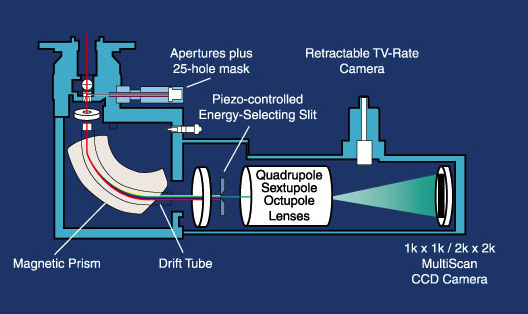 Apertures plus
25-hole mask
Retractable TV-Rate
Camera
Piezo-controlled
Energy-Selecting Slit
Quadrupole
Sextupole
Octupole
Lenses
Magnetic Prism
Drift Tube
1k x 1k / 2k x 2k
MultiScan
CCD Camera